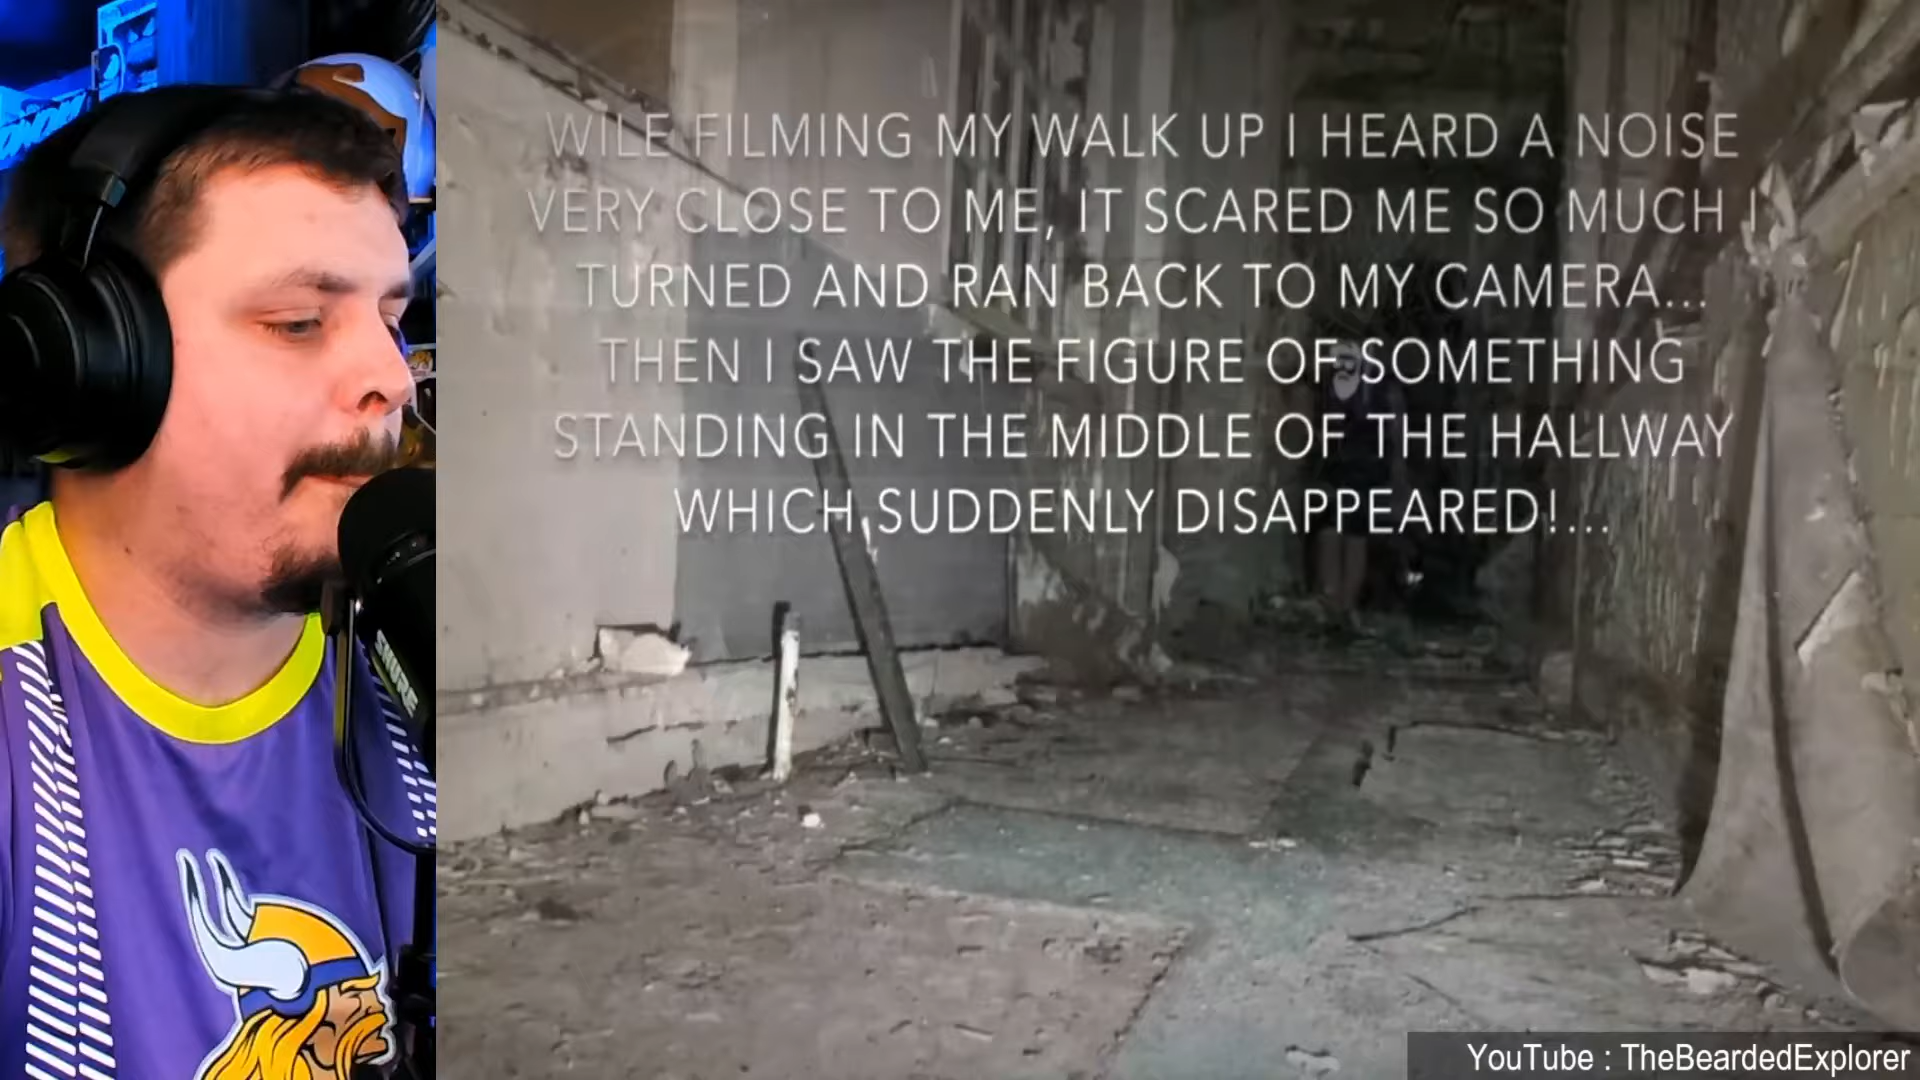 WILE FILMING MY WALK UP I HEARD A NOISE
VERY CLOSE TO ME, IT SCARED ME SO MUCH I
TURNED AND RAN BACK TO MY CAMERA...
THEN I SAW THE FIGURE OF SOMETHING
STANDING IN THE MIDDLE OF THE HALLWAY
WHICH SUDDENLY DISAPPEARED!...
SHURE
YouTube : TheBeardedExplorer